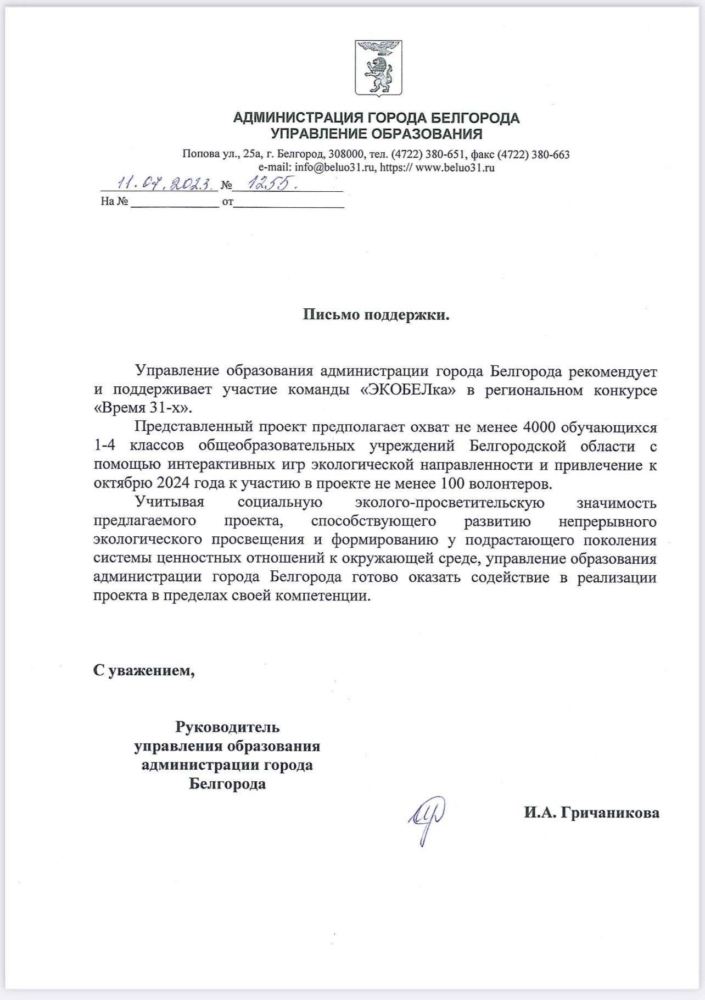 АДМИНИСТРАЦИЯ ГОРОДА БЕЛГОРОДА
УПРАВЛЕНИЕ ОБРАЗОВАНИЯ
Попова ул., 25а, г. Белгород, 308000, тел. (4722) 380-651, факс (4722) 380-663
e-mail: info@beluo31.ru, https:// www.beluo31.ru
11.07.2023. № 1255.
На № от
Письмо поддержки.
Управление образования администрации города Белгорода рекомендует
и поддерживает участие команды «ЭКОБЕЛка» в региональном конкурсе
«Время 31-х».
Представленный проект предполагает охват не менее 4000 обучающихся
1-4 классов общеобразовательных учреждений Белгородской области с
помощью интерактивных игр экологической направленности и привлечение к
октябрю 2024 года к участию в проекте не менее 100 волонтеров.
Учитывая социальную эколого-просветительскую значимость
предлагаемого проекта, способствующего развитию непрерывного
экологического просвещения и формированию у подрастающего поколения
системы ценностных отношений к окружающей среде, управление образования
администрации города Белгорода готово оказать содействие в реализации
проекта в пределах своей компетенции.
С уважением,
Руководитель
управления образования
администрации города
Белгорода
И.А. Гричаникова